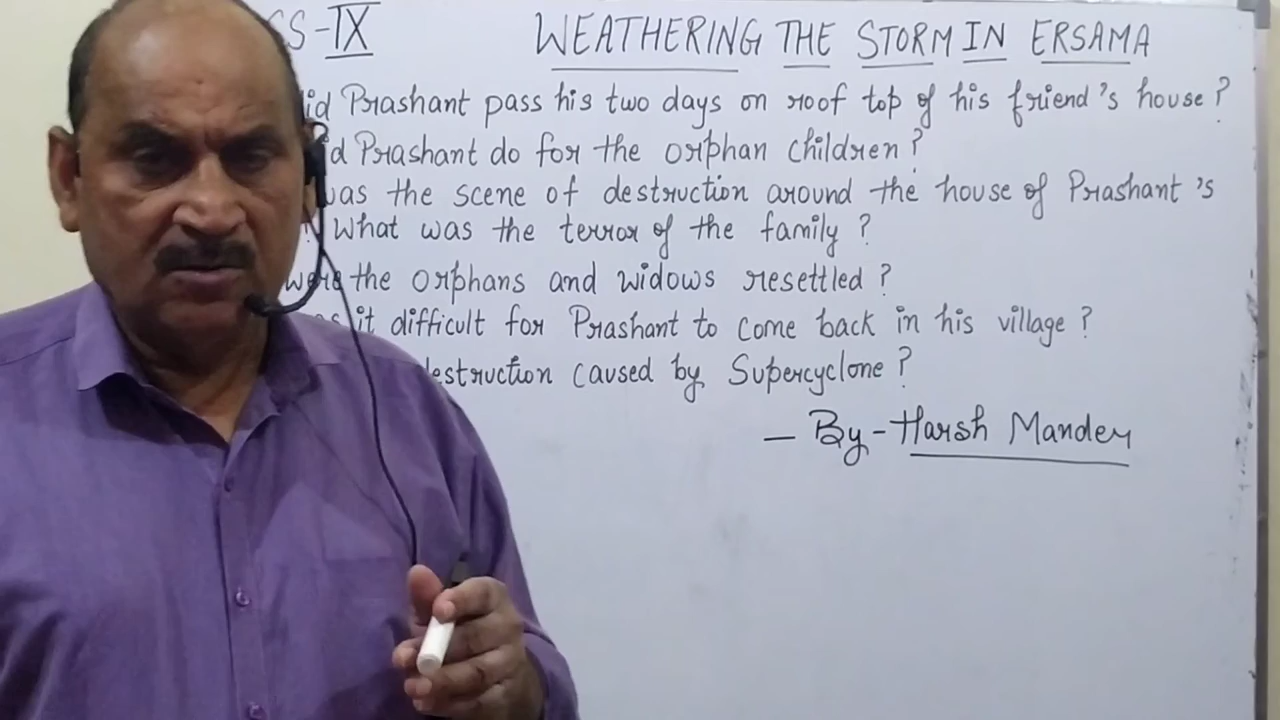 SS-IX WEATHERING THE STORM IN ERSAMA
id Prashant pass his two days on roof top of his friend's house?
d Prashant do for the orphan children?
was the scene of destruction around the house of Prashant's
? What was the terror of the family?
were the orphans and widows resettled?
as it difficult for Prashant to come back in his village?
destruction caused by Supercyclone?
- By - Harsh Mander